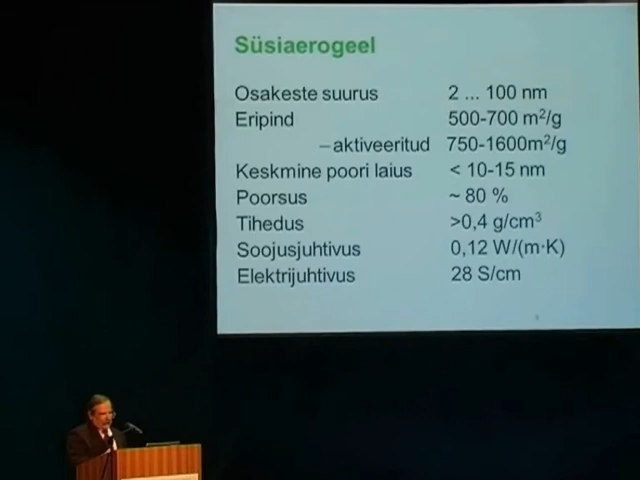 Süsiaerogeel
Osakeste suurus 2 ... 100 nm
Eripind 500-700 m²/g
–aktiveeritud 750-1600m²/g
Keskmine poori laius < 10-15 nm
Poorsus ~ 80 %
Tihedus >0,4 g/cm³
Soojusjuhtivus 0,12 W/(m·K)
Elektrijuhtivus 28 S/cm